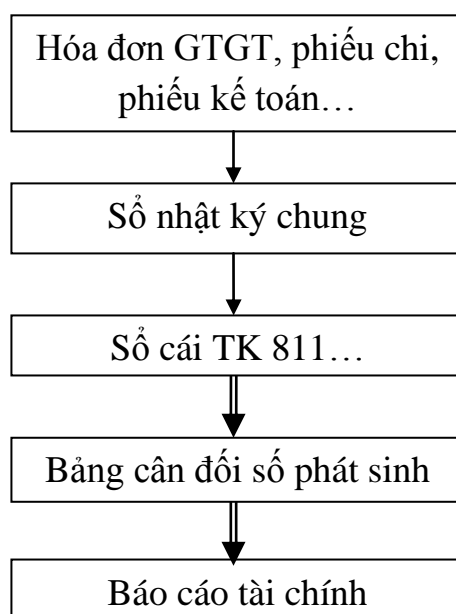 Hóa đơn GTGT, phiếu chi,
phiếu kế toán…
Sổ nhật ký chung
Sổ cái TK 811…
Bảng cân đối số phát sinh
Báo cáo tài chính